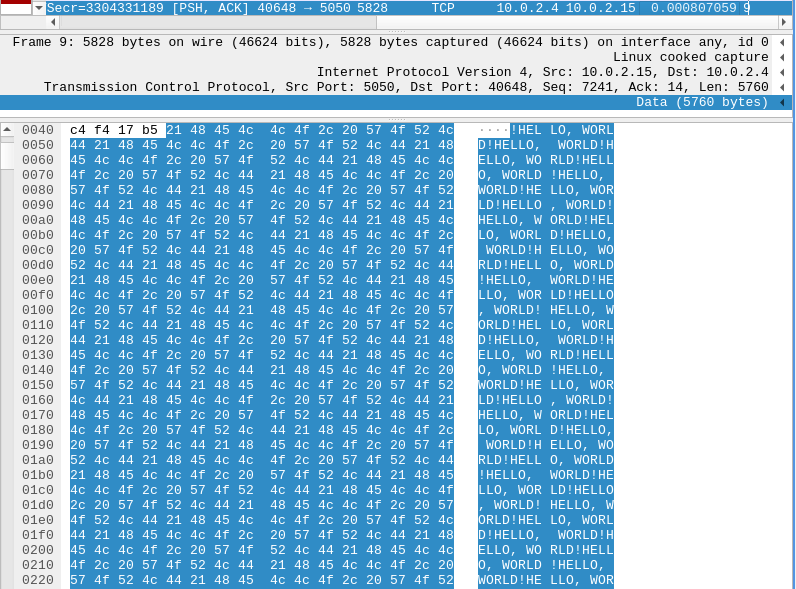 Secr=3304331189 [PSH, ACK] 40648 → 5050 5828 TCP 10.0.2.4 10.0.2.15 0.000807059 9
Frame 9: 5828 bytes on wire (46624 bits), 5828 bytes captured (46624 bits) on interface any, id 0
Linux cooked capture
Internet Protocol Version 4, Src: 10.0.2.15, Dst: 10.0.2.4
Transmission Control Protocol, Src Port: 5050, Dst Port: 40648, Seq: 7241, Ack: 14, Len: 5760
Data (5760 bytes)
0040 c4 f4 17 b5 21 48 45 4c 4c 4f 2c 20 57 4f 52 4c ····!HEL LO, WORL
0050 44 21 48 45 4c 4c 4f 2c 20 57 4f 52 4c 44 21 48 D!HELLO, WORLD!H
0060 45 4c 4c 4f 2c 20 57 4f 52 4c 44 21 48 45 4c 4c ELLO, WO RLD!HELL
0070 4f 2c 20 57 4f 52 4c 44 21 48 45 4c 4c 4f 2c 20 O, WORLD !HELLO,
0080 57 4f 52 4c 44 21 48 45 4c 4c 4f 2c 20 57 4f 52 WORLD!HE LLO, WOR
0090 4c 44 21 48 45 4c 4c 4f 2c 20 57 4f 52 4c 44 21 LD!HELLO , WORLD!
00a0 48 45 4c 4c 4f 2c 20 57 4f 52 4c 44 21 48 45 4c HELLO, W ORLD!HEL
00b0 4c 4f 2c 20 57 4f 52 4c 44 21 48 45 4c 4c 4f 2c LO, WORL D!HELLO,
00c0 20 57 4f 52 4c 44 21 48 45 4c 4c 4f 2c 20 57 4f WORLD!H ELLO, WO
00d0 52 4c 44 21 48 45 4c 4c 4f 2c 20 57 4f 52 4c 44 RLD!HELL O, WORLD
00e0 21 48 45 4c 4c 4f 2c 20 57 4f 52 4c 44 21 48 45 !HELLO, WORLD!HE
00f0 4c 4c 4f 2c 20 57 4f 52 4c 44 21 48 45 4c 4c 4f LLO, WOR LD!HELLO
0100 2c 20 57 4f 52 4c 44 21 48 45 4c 4c 4f 2c 20 57 , WORLD! HELLO, W
0110 4f 52 4c 44 21 48 45 4c 4c 4f 2c 20 57 4f 52 4c ORLD!HEL LO, WORL
0120 44 21 48 45 4c 4c 4f 2c 20 57 4f 52 4c 44 21 48 D!HELLO, WORLD!H
0130 45 4c 4c 4f 2c 20 57 4f 52 4c 44 21 48 45 4c 4c ELLO, WO RLD!HELL
0140 4f 2c 20 57 4f 52 4c 44 21 48 45 4c 4c 4f 2c 20 O, WORLD !HELLO,
0150 57 4f 52 4c 44 21 48 45 4c 4c 4f 2c 20 57 4f 52 WORLD!HE LLO, WOR
0160 4c 44 21 48 45 4c 4c 4f 2c 20 57 4f 52 4c 44 21 LD!HELLO , WORLD!
0170 48 45 4c 4c 4f 2c 20 57 4f 52 4c 44 21 48 45 4c HELLO, W ORLD!HEL
0180 4c 4f 2c 20 57 4f 52 4c 44 21 48 45 4c 4c 4f 2c LO, WORL D!HELLO,
0190 20 57 4f 52 4c 44 21 48 45 4c 4c 4f 2c 20 57 4f WORLD!H ELLO, WO
01a0 52 4c 44 21 48 45 4c 4c 4f 2c 20 57 4f 52 4c 44 RLD!HELL O, WORLD
01b0 21 48 45 4c 4c 4f 2c 20 57 4f 52 4c 44 21 48 45 !HELLO, WORLD!HE
01c0 4c 4c 4f 2c 20 57 4f 52 4c 44 21 48 45 4c 4c 4f LLO, WOR LD!HELLO
01d0 2c 20 57 4f 52 4c 44 21 48 45 4c 4c 4f 2c 20 57 , WORLD! HELLO, W
01e0 4f 52 4c 44 21 48 45 4c 4c 4f 2c 20 57 4f 52 4c ORLD!HEL LO, WORL
01f0 44 21 48 45 4c 4c 4f 2c 20 57 4f 52 4c 44 21 48 D!HELLO, WORLD!H
0200 45 4c 4c 4f 2c 20 57 4f 52 4c 44 21 48 45 4c 4c ELLO, WO RLD!HELL
0210 4f 2c 20 57 4f 52 4c 44 21 48 45 4c 4c 4f 2c 20 O, WORLD !HELLO,
0220 57 4f 52 4c 44 21 48 45 4c 4c 4f 2c 20 57 4f 52 WORLD!HE LLO, WOR